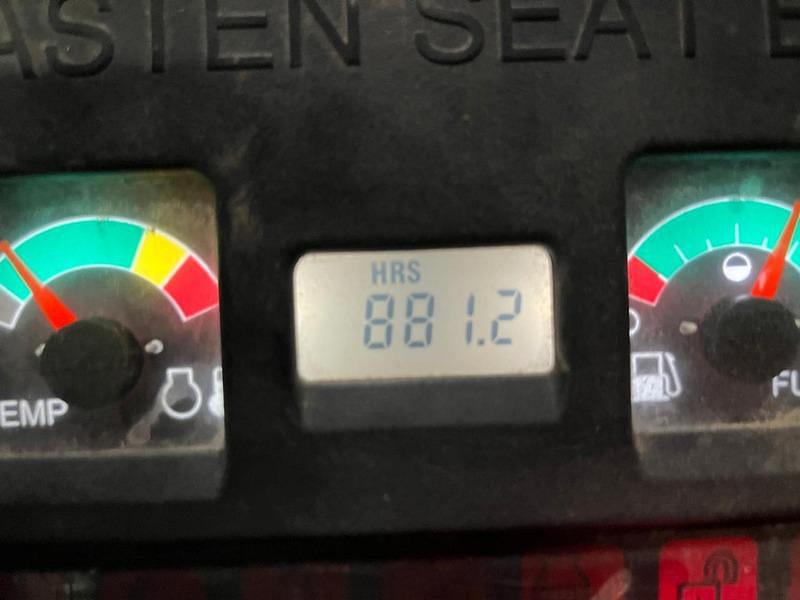 ASTEN SEAT B
HRS
881.2
EMP
FU